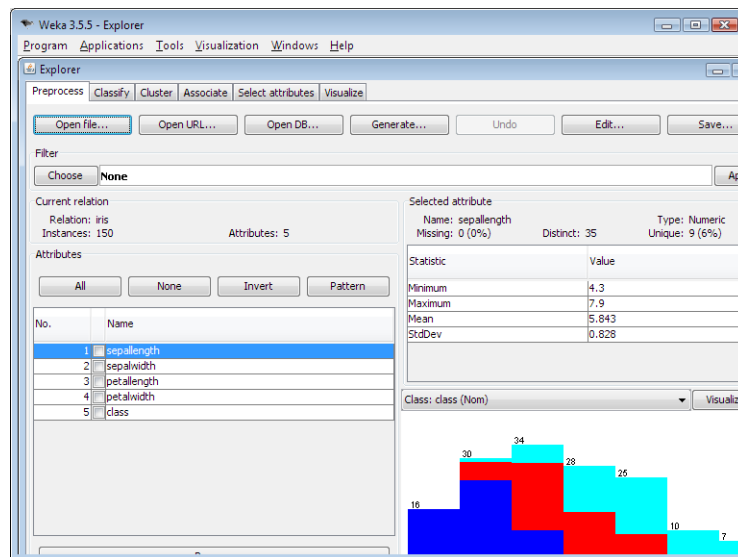 Weka 3.5.5 - Explorer
Program Applications Tools Visualization Windows Help
Explorer
Preprocess Classify Cluster Associate Select attributes Visualize
Open file... Open URL... Open DB... Generate... Undo Edit... Save...
Filter
Choose None
Current relation
Relation: iris
Instances: 150 Attributes: 5
Attributes
All None Invert Pattern
No. Name
1 sepallength
2 sepalwidth
3 petallength
4 petalwidth
5 class
Selected attribute
Name: sepallength Type: Numeric
Missing: 0 (0%) Distinct: 35 Unique: 9 (6%)
Statistic Value
Minimum 4.3
Maximum 7.9
Mean 5.843
StdDev 0.828
Class: class (Nom) Visualiz
16 30 34 28 25 10 7